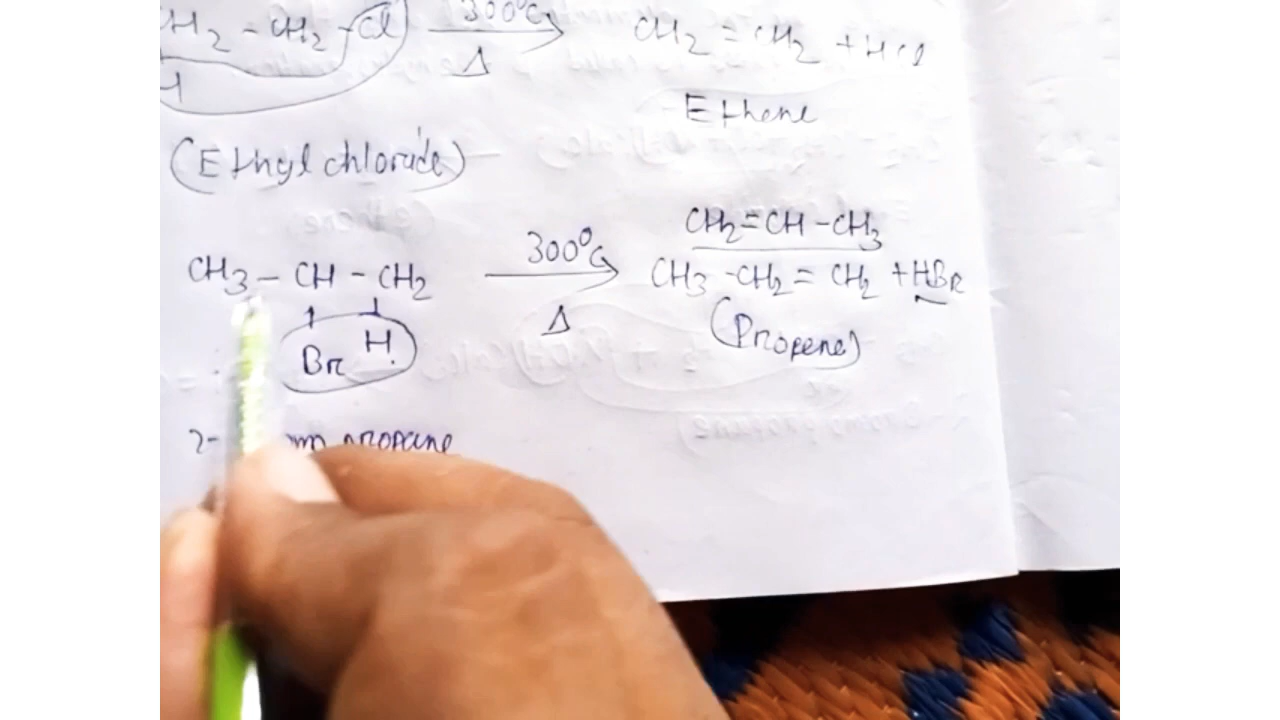 H2 - CH2 - Cl 300°C Δ CH2 = CH2 + HCl
H
Ethene
(Ethyl chloride)
CH2=CH-CH3
CH3 - CH - CH2 300°C Δ CH3 -CH2 = CH2 + HBr
Br H
(Propene)
2- propane